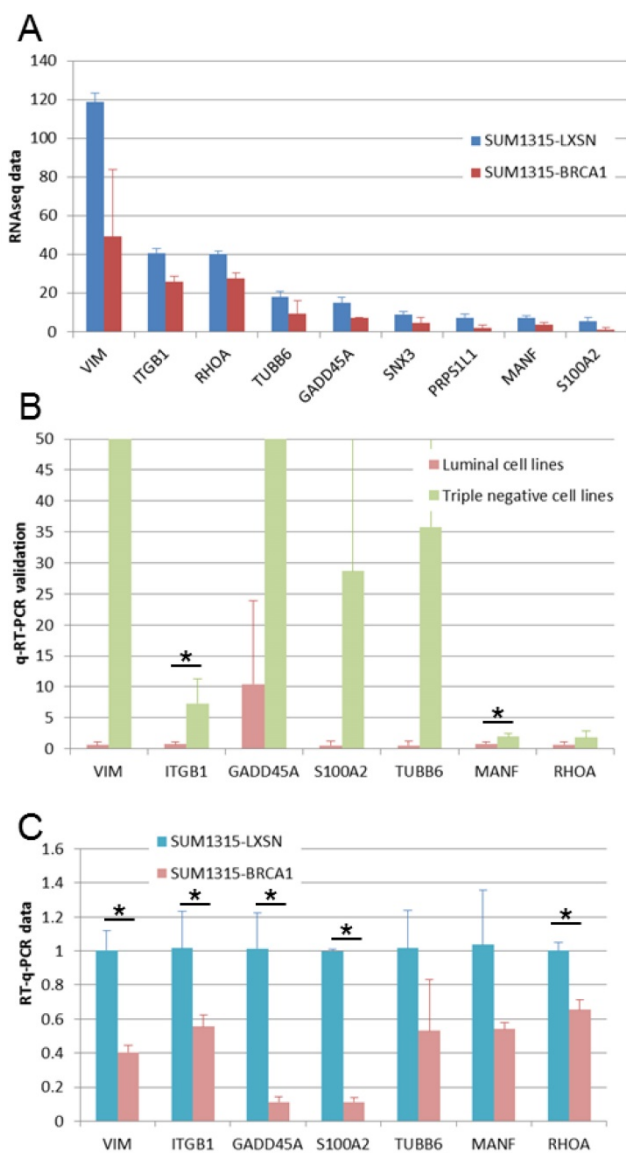 A
RNAseq data
140
120
100
80
60
40
20
0
SUM1315-LXSN
SUM1315-BRCA1
VIM
ITGB1
RHOA
TUBB6
GADD45A
SNX3
PRPS1L1
MANF
S100A2
B
q-RT-PCR validation
50
45
40
35
30
25
20
15
10
5
0
Luminal cell lines
Triple negative cell lines
*
*
VIM ITGB1 GADD45A S100A2 TUBB6 MANF RHOA
C
RT-q-PCR data
1.6
1.4
1.2
1
0.8
0.6
0.4
0.2
0
SUM1315-LXSN
SUM1315-BRCA1
* * * * *
VIM ITGB1 GADD45A S100A2 TUBB6 MANF RHOA